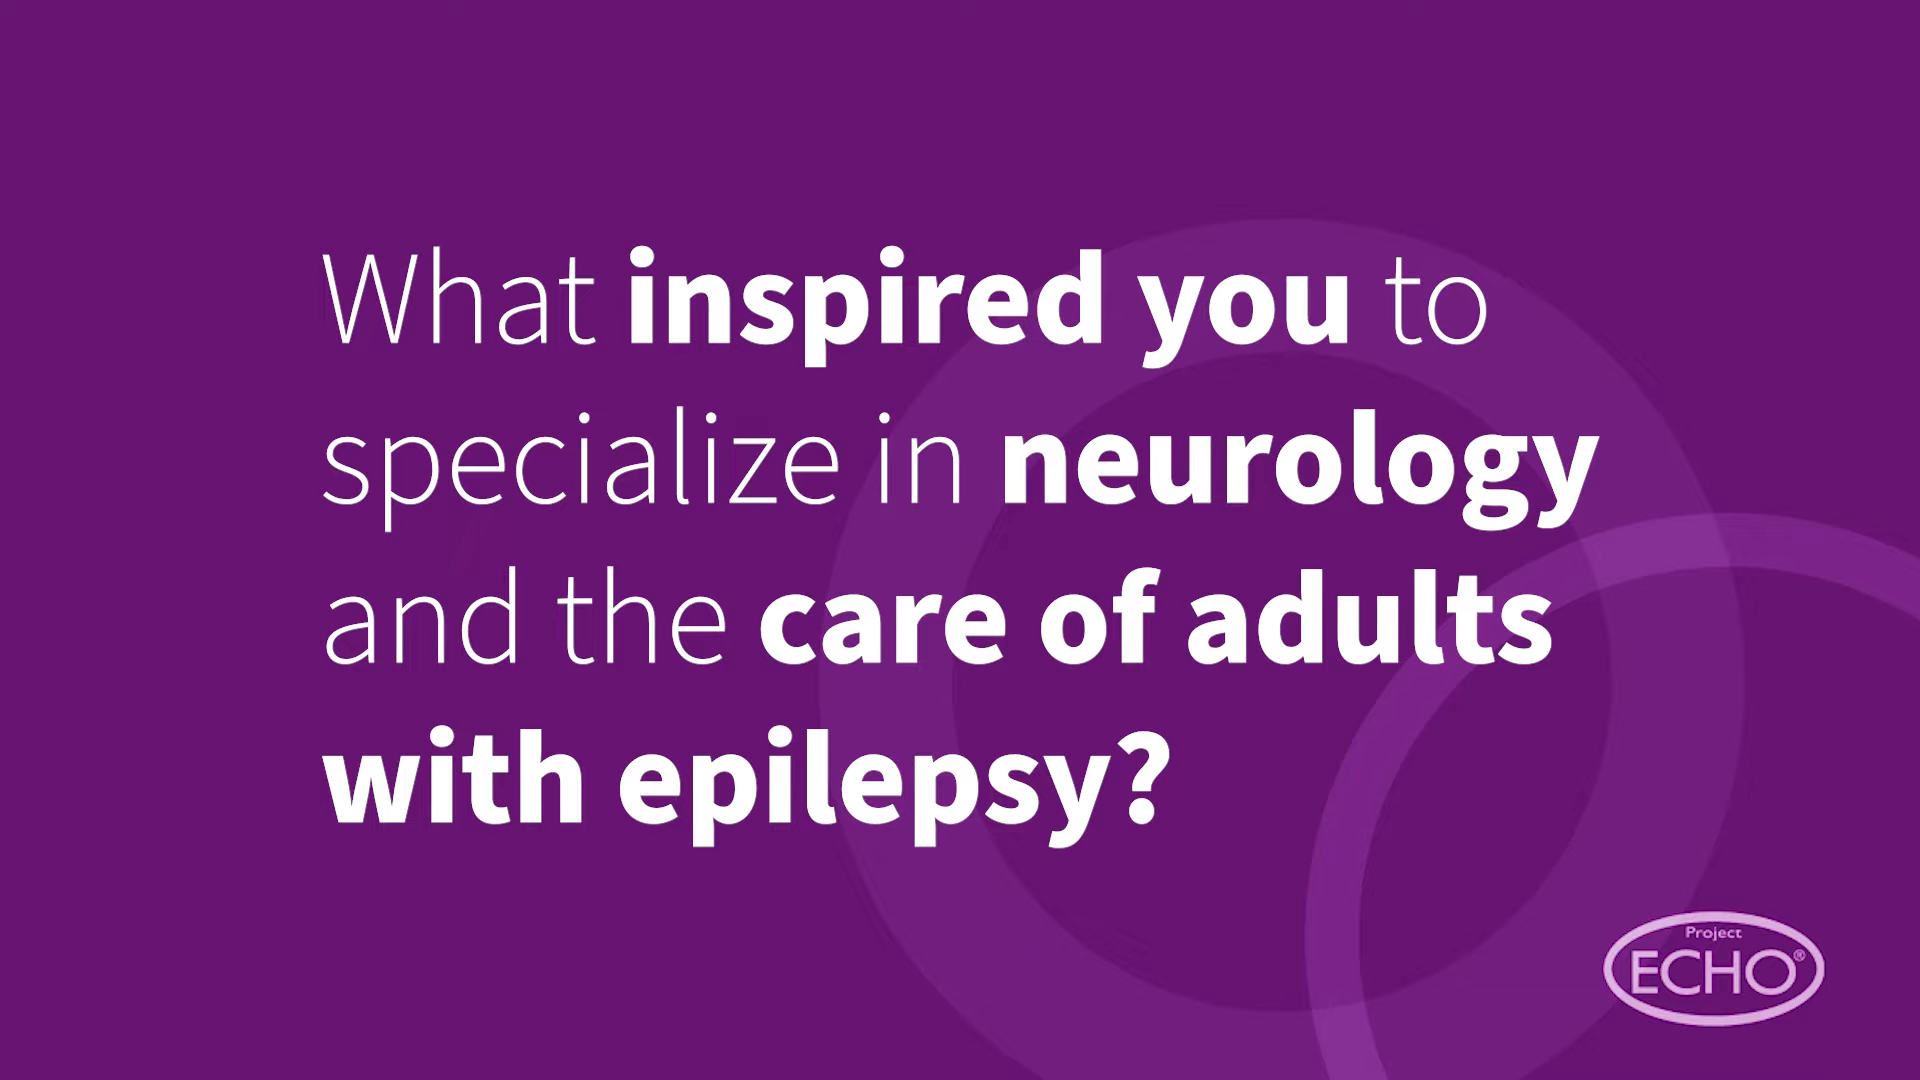 What inspired you to
specialize in neurology
and the care of adults
with epilepsy?
Project
ECHO®